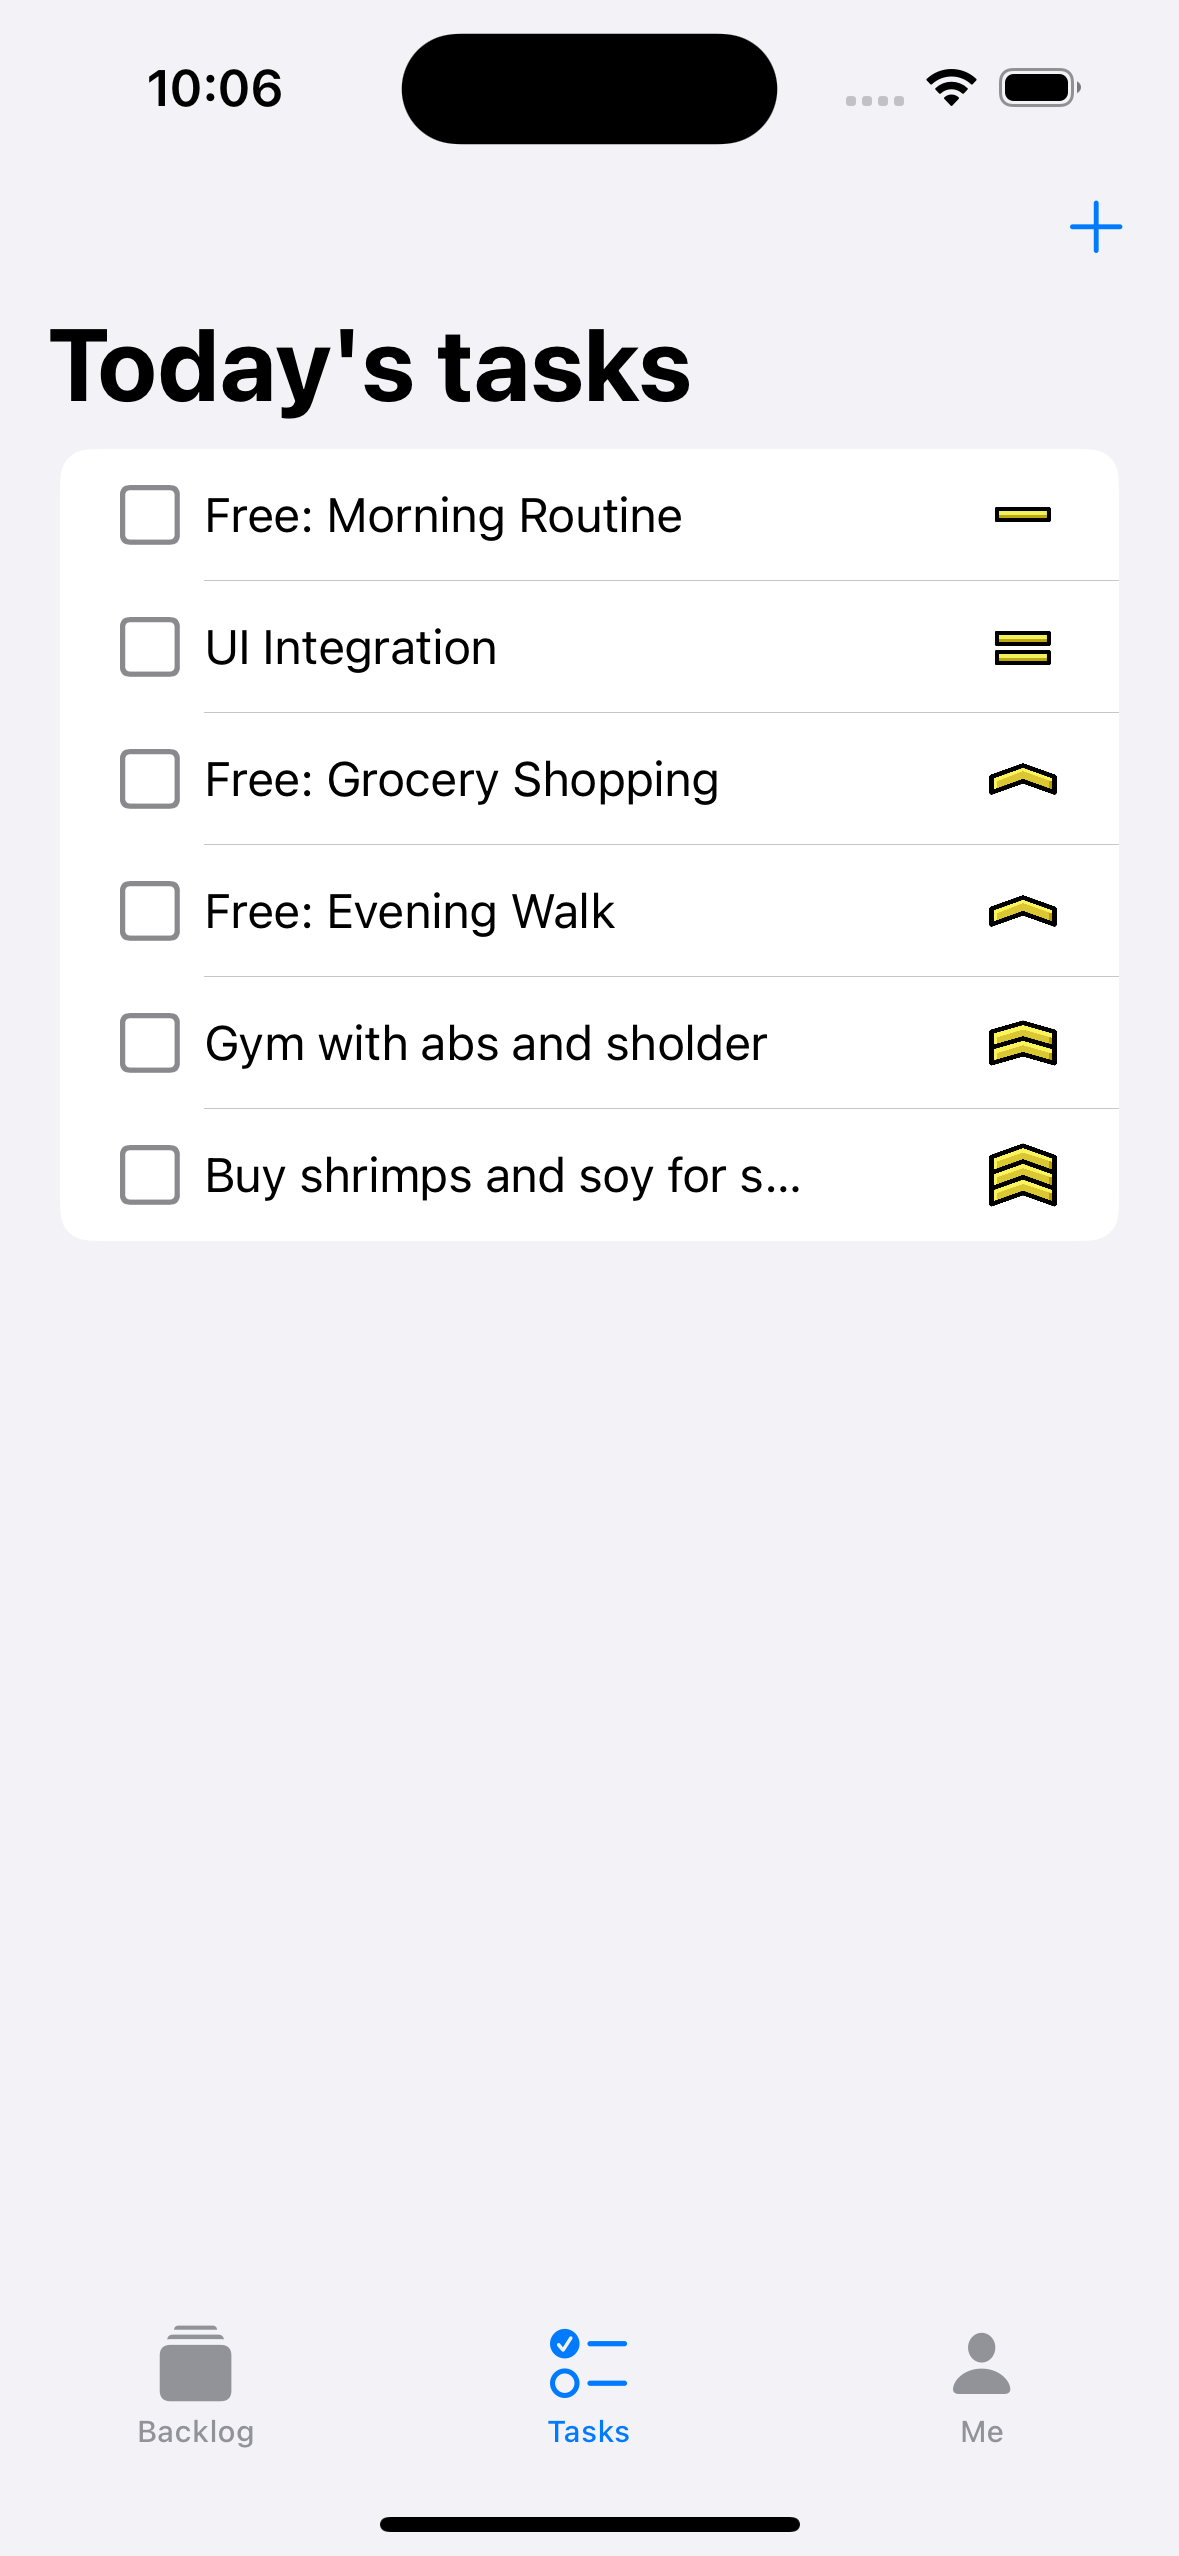 10:06
Today's tasks
Free: Morning Routine
UI Integration
Free: Grocery Shopping
Free: Evening Walk
Gym with abs and sholder
Buy shrimps and soy for s...
Backlog
Tasks
Me